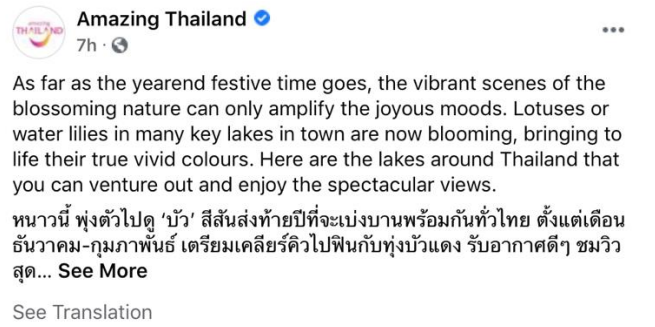 amazing
THAILAND
Amazing Thailand
7h ·
As far as the yearend festive time goes, the vibrant scenes of the
blossoming nature can only amplify the joyous moods. Lotuses or
water lilies in many key lakes in town are now blooming, bringing to
life their true vivid colours. Here are the lakes around Thailand that
you can venture out and enjoy the spectacular views.
หนาวนี้ พุ่งตัวไปดู ‘บัว’ สีสันส่งท้ายปีที่จะเบ่งบานพร้อมกันทั่วไทย ตั้งแต่เดือน
ธันวาคม-กุมภาพันธ์ เตรียมเคลียร์คิวไปฟินกับทุ่งบัวแดง รับอากาศดีๆ ชมวิว
สุด... See More
See Translation